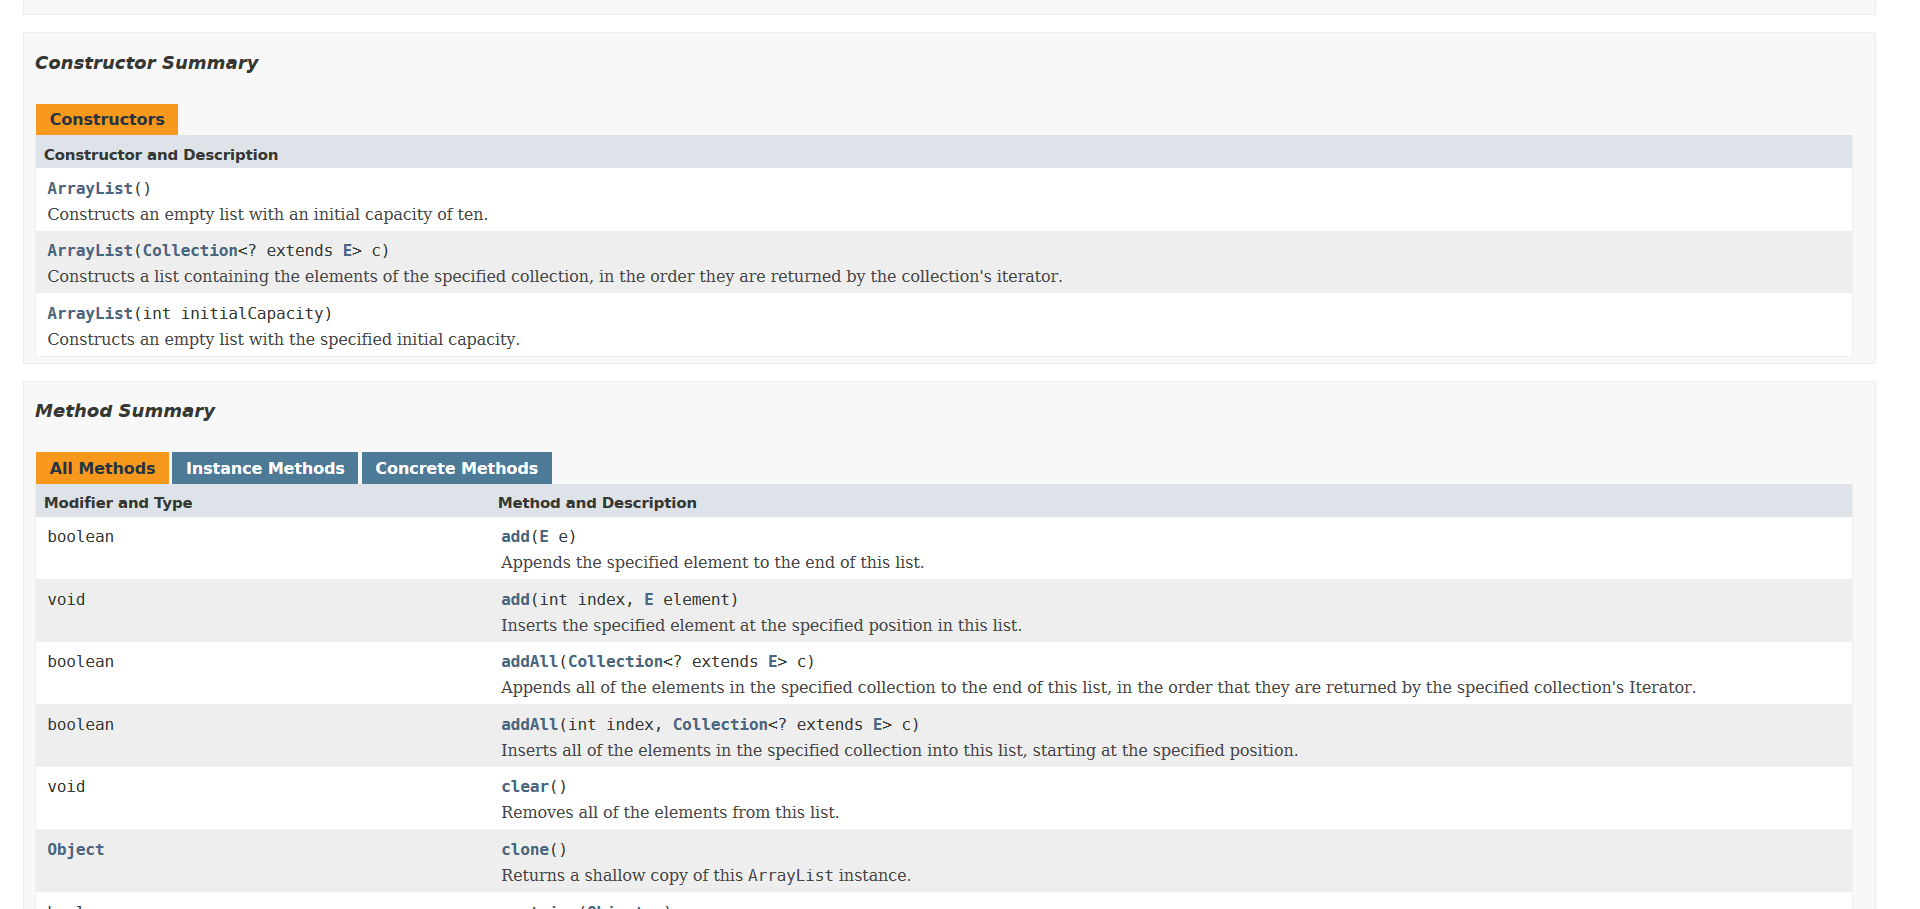 Constructor Summary
Constructors
Constructor and Description
ArrayList()
Constructs an empty list with an initial capacity of ten.
ArrayList(Collection<? extends E> c)
Constructs a list containing the elements of the specified collection, in the order they are returned by the collection's iterator.
ArrayList(int initialCapacity)
Constructs an empty list with the specified initial capacity.
Method Summary
All Methods Instance Methods Concrete Methods
Modifier and Type Method and Description
boolean add(E e)
Appends the specified element to the end of this list.
void add(int index, E element)
Inserts the specified element at the specified position in this list.
boolean addAll(Collection<? extends E> c)
Appends all of the elements in the specified collection to the end of this list, in the order that they are returned by the specified collection's Iterator.
boolean addAll(int index, Collection<? extends E> c)
Inserts all of the elements in the specified collection into this list, starting at the specified position.
void clear()
Removes all of the elements from this list.
Object clone()
Returns a shallow copy of this ArrayList instance.